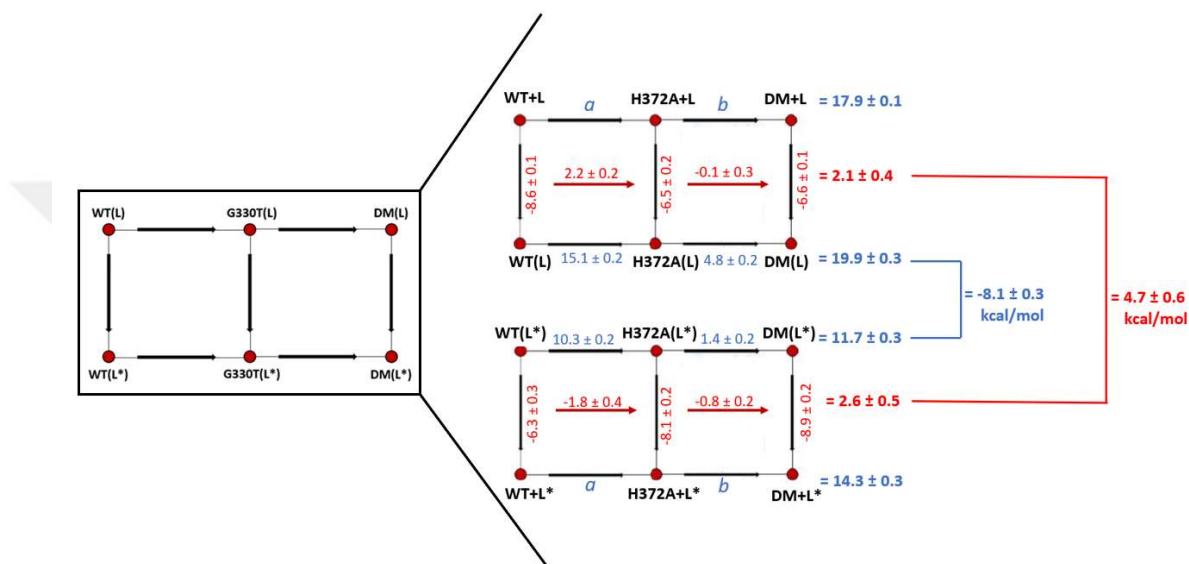 WT+L a H372A+L b DM+L = 17.9 ± 0.1
-8.6 ± 0.1 2.2 ± 0.2 -6.5 ± 0.2 -0.1 ± 0.3 -6.6 ± 0.1 = 2.1 ± 0.4
WT(L) 15.1 ± 0.2 H372A(L) 4.8 ± 0.2 DM(L) = 19.9 ± 0.3
WT(L) G330T(L) DM(L)
WT(L*) G330T(L*) DM(L*)
= -8.1 ± 0.3
kcal/mol
= 4.7 ± 0.6
kcal/mol
WT(L*) 10.3 ± 0.2 H372A(L*) 1.4 ± 0.2 DM(L*) = 11.7 ± 0.3
-6.3 ± 0.3 -1.8 ± 0.4 -8.1 ± 0.2 -0.8 ± 0.2 -8.9 ± 0.2 = 2.6 ± 0.5
WT+L* a H372A+L* b DM+L* = 14.3 ± 0.3